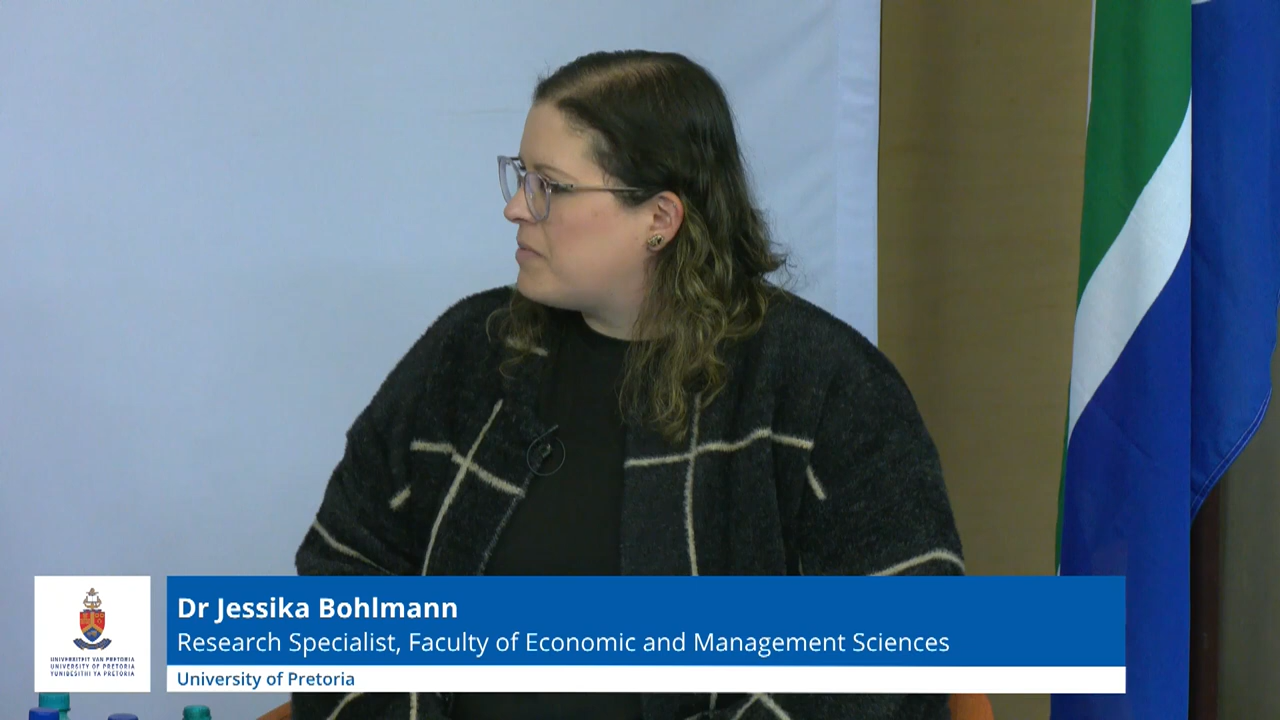 Dr Jessika Bohlmann
Research Specialist, Faculty of Economic and Management Sciences
University of Pretoria
UNIVERSITEIT VAN PRETORIA
UNIVERSITY OF PRETORIA
YUNIBESITHI YA PRETORIA